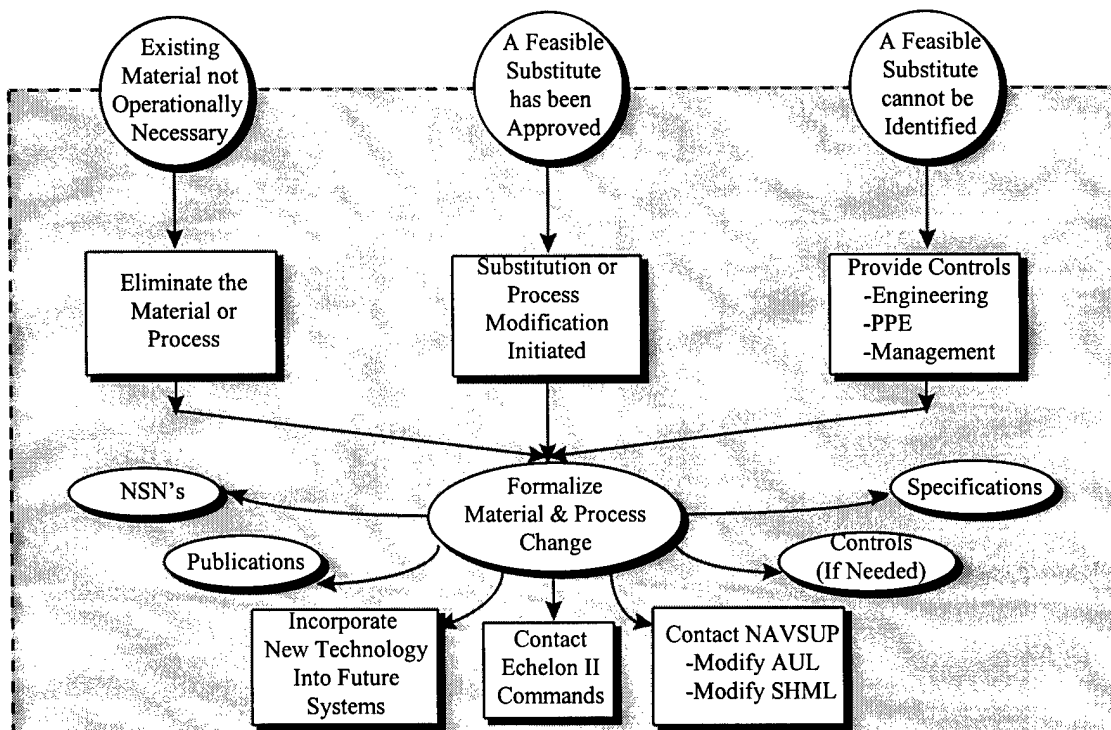 Existing
Material not
Operationally
Necessary
A Feasible
Substitute
has been
Approved
A Feasible
Substitute
cannot be
Identified
Eliminate the
Material or
Process
Substitution or
Process
Modification
Initiated
Provide Controls
-Engineering
-PPE
-Management
NSN's
Formalize
Material & Process
Change
Specifications
Publications
Controls
(If Needed)
Incorporate
New Technology
Into Future
Systems
Contact
Echelon II
Commands
Contact NAVSUP
-Modify AUL
-Modify SHML